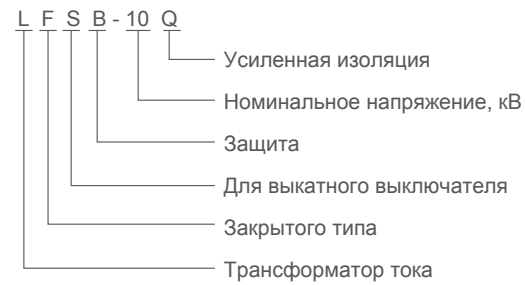 L F S B - 10 Q
Усиленная изоляция
Номинальное напряжение, кВ
Защита
Для выкатного выключателя
Закрытого типа
Трансформатор тока